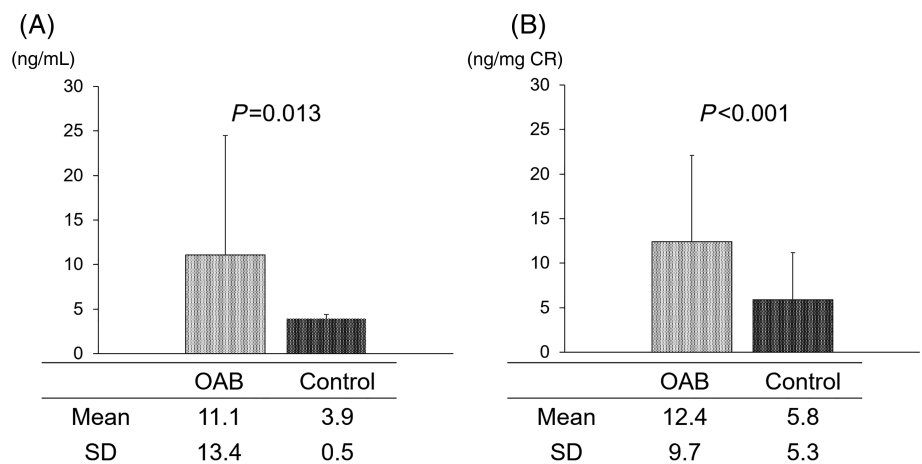 (A)
(ng/mL)
30
25
20
15
10
5
0
P=0.013
OAB Control
Mean 11.1 3.9
SD 13.4 0.5
(B)
(ng/mg CR)
30
25
20
15
10
5
0
P<0.001
OAB Control
Mean 12.4 5.8
SD 9.7 5.3